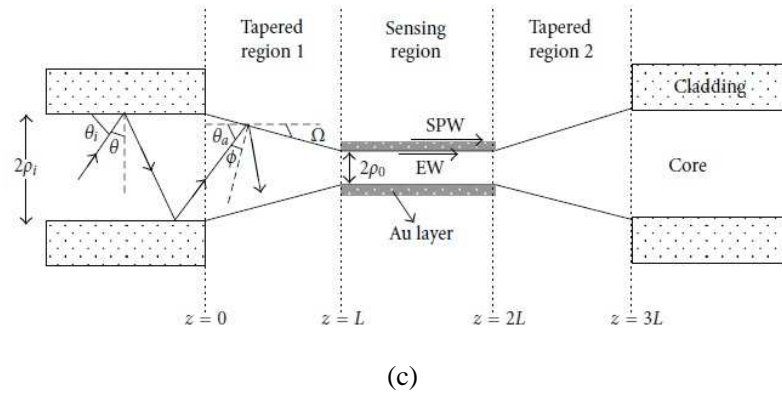 Tapered region 1
Sensing region
Tapered region 2
Cladding
SPW
Ω
θi
θ
θa
ϕ
2ρi
2ρ0
EW
Core
Au layer
z = 0
z = L
z = 2L
z = 3L
(c)